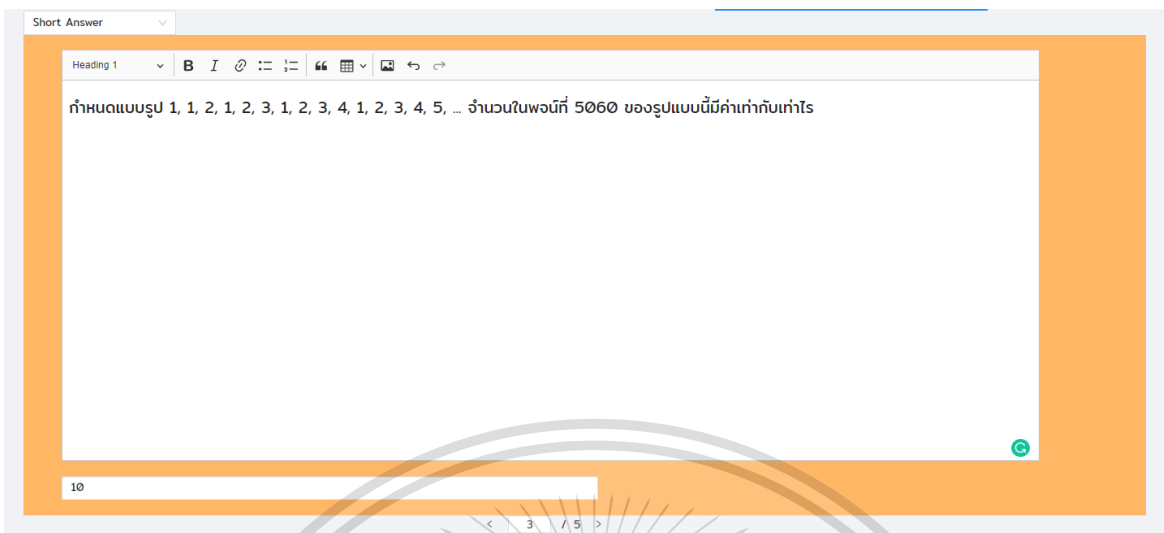 Short Answer
Heading 1
กำหนดแบบรูป 1, 1, 2, 1, 2, 3, 1, 2, 3, 4, 1, 2, 3, 4, 5, ... จำนวนในพจน์ที่ 5060 ของรูปแบบนี้มีค่าเท่ากับเท่าไร
10
< 3 / 5 >